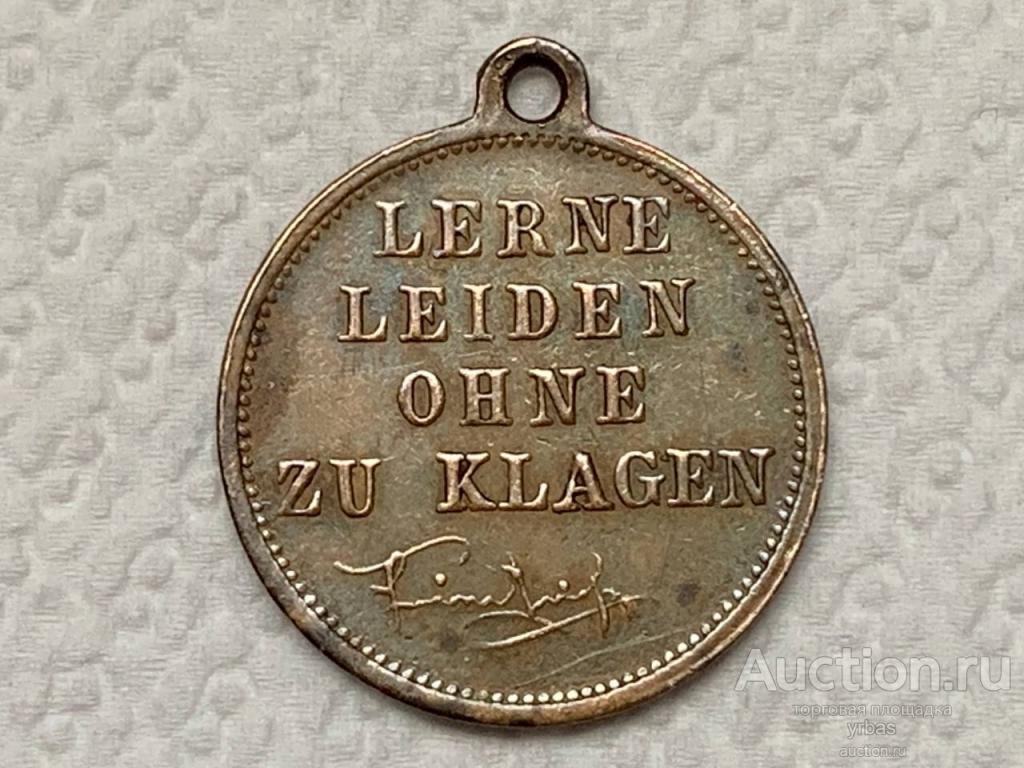 LERNE
LEIDEN
OHNE
ZU KLAGEN
Auction.ru
торговая площадка
yrbas
auction.ru